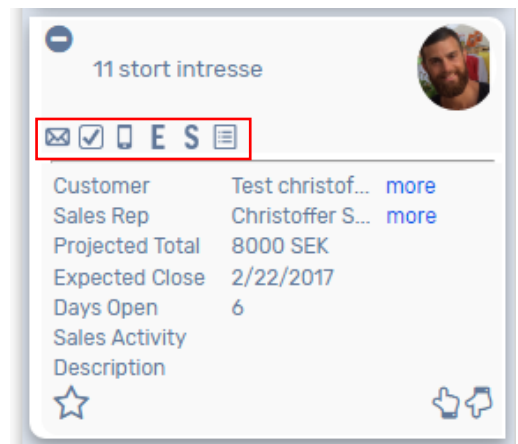 11 stort intresse
E S
Customer Test christof... more
Sales Rep Christoffer S... more
Projected Total 8000 SEK
Expected Close 2/22/2017
Days Open 6
Sales Activity
Description